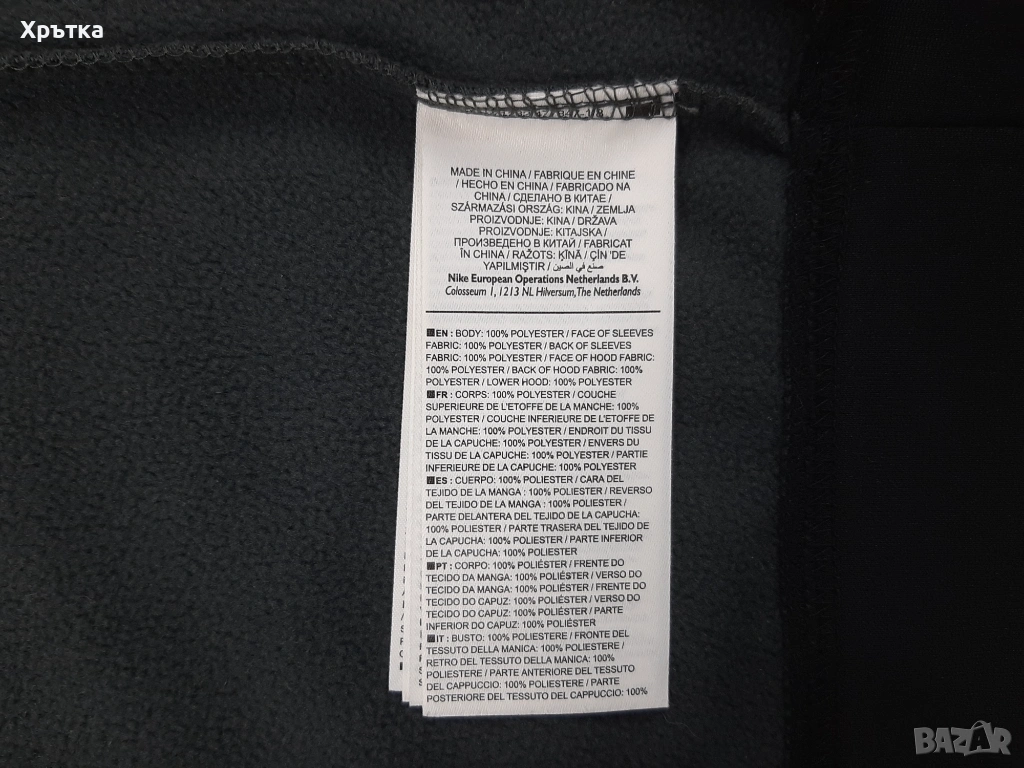 Хрътка
MADE IN CHINA / FABRIQUE EN CHINE
/ HECHO EN CHINA / FABRICADO NA
CHINA / СДЕЛАНО В КИТАЕ /
SZÁRMAZÁSI ORSZÁG: KINA / ZEMLJA
PROIZVODNJE: KINA / DRŽAVA
PROIZVODNJE: KITAJSKA /
ПРОИЗВЕДЕНО В КИТАЙ / FABRICAT
ÎN CHINA / RAŽOTS: ĶĪNĀ / ÇİN 'DE
YAPILMIŞTIR / صنع في الصين
Nike European Operations Netherlands B.V.
Colosseum 1, 1213 NL Hilversum, The Netherlands
EN : BODY: 100% POLYESTER / FACE OF SLEEVES
FABRIC: 100% POLYESTER / BACK OF SLEEVES
FABRIC: 100% POLYESTER / FACE OF HOOD FABRIC:
100% POLYESTER / BACK OF HOOD FABRIC: 100%
POLYESTER / LOWER HOOD: 100% POLYESTER
FR : CORPS: 100% POLYESTER / COUCHE
SUPERIEURE DE L'ETOFFE DE LA MANCHE: 100%
POLYESTER / COUCHE INFERIEURE DE L'ETOFFE DE
LA MANCHE: 100% POLYESTER / ENDROIT DU TISSU
DE LA CAPUCHE: 100% POLYESTER / ENVERS DU
TISSU DE LA CAPUCHE: 100% POLYESTER / PARTIE
INFERIEURE DE LA CAPUCHE: 100% POLYESTER
ES : CUERPO: 100% POLIESTER / CARA DEL
TEJIDO DE LA MANGA : 100% POLIESTER / REVERSO
DEL TEJIDO DE LA MANGA : 100% POLIESTER /
PARTE DELANTERA DEL TEJIDO DE LA CAPUCHA:
100% POLIESTER / PARTE TRASERA DEL TEJIDO DE
LA CAPUCHA: 100% POLIESTER / PARTE INFERIOR
DE LA CAPUCHA: 100% POLIESTER
PT : CORPO: 100% POLIÉSTER / FRENTE DO
TECIDO DA MANGA: 100% POLIÉSTER / VERSO DO
TECIDO DA MANGA: 100% POLIÉSTER / FRENTE DO
TECIDO DO CAPUZ: 100% POLIÉSTER / VERSO DO
TECIDO DO CAPUZ: 100% POLIÉSTER / PARTE
INFERIOR DO CAPUZ: 100% POLIÉSTER
IT : BUSTO: 100% POLIESTERE / FRONTE DEL
TESSUTO DELLA MANICA: 100% POLIESTERE /
RETRO DEL TESSUTO DELLA MANICA: 100%
POLIESTERE / PARTE ANTERIORE DEL TESSUTO
DEL CAPPUCCIO: 100% POLIESTERE / PARTE
POSTERIORE DEL TESSUTO DEL CAPPUCCIO: 100%
BAZAR